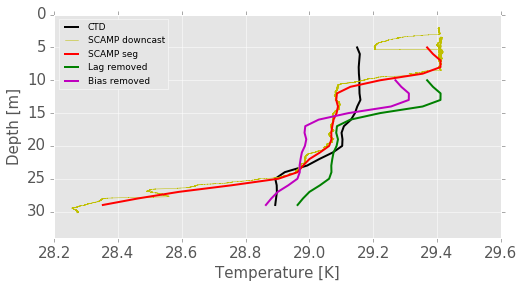 0
5
10
15
20
25
30
Depth [m]
CTD
SCAMP downcast
SCAMP seg
Lag removed
Bias removed
28.2 28.4 28.6 28.8 29.0 29.2 29.4 29.6
Temperature [K]